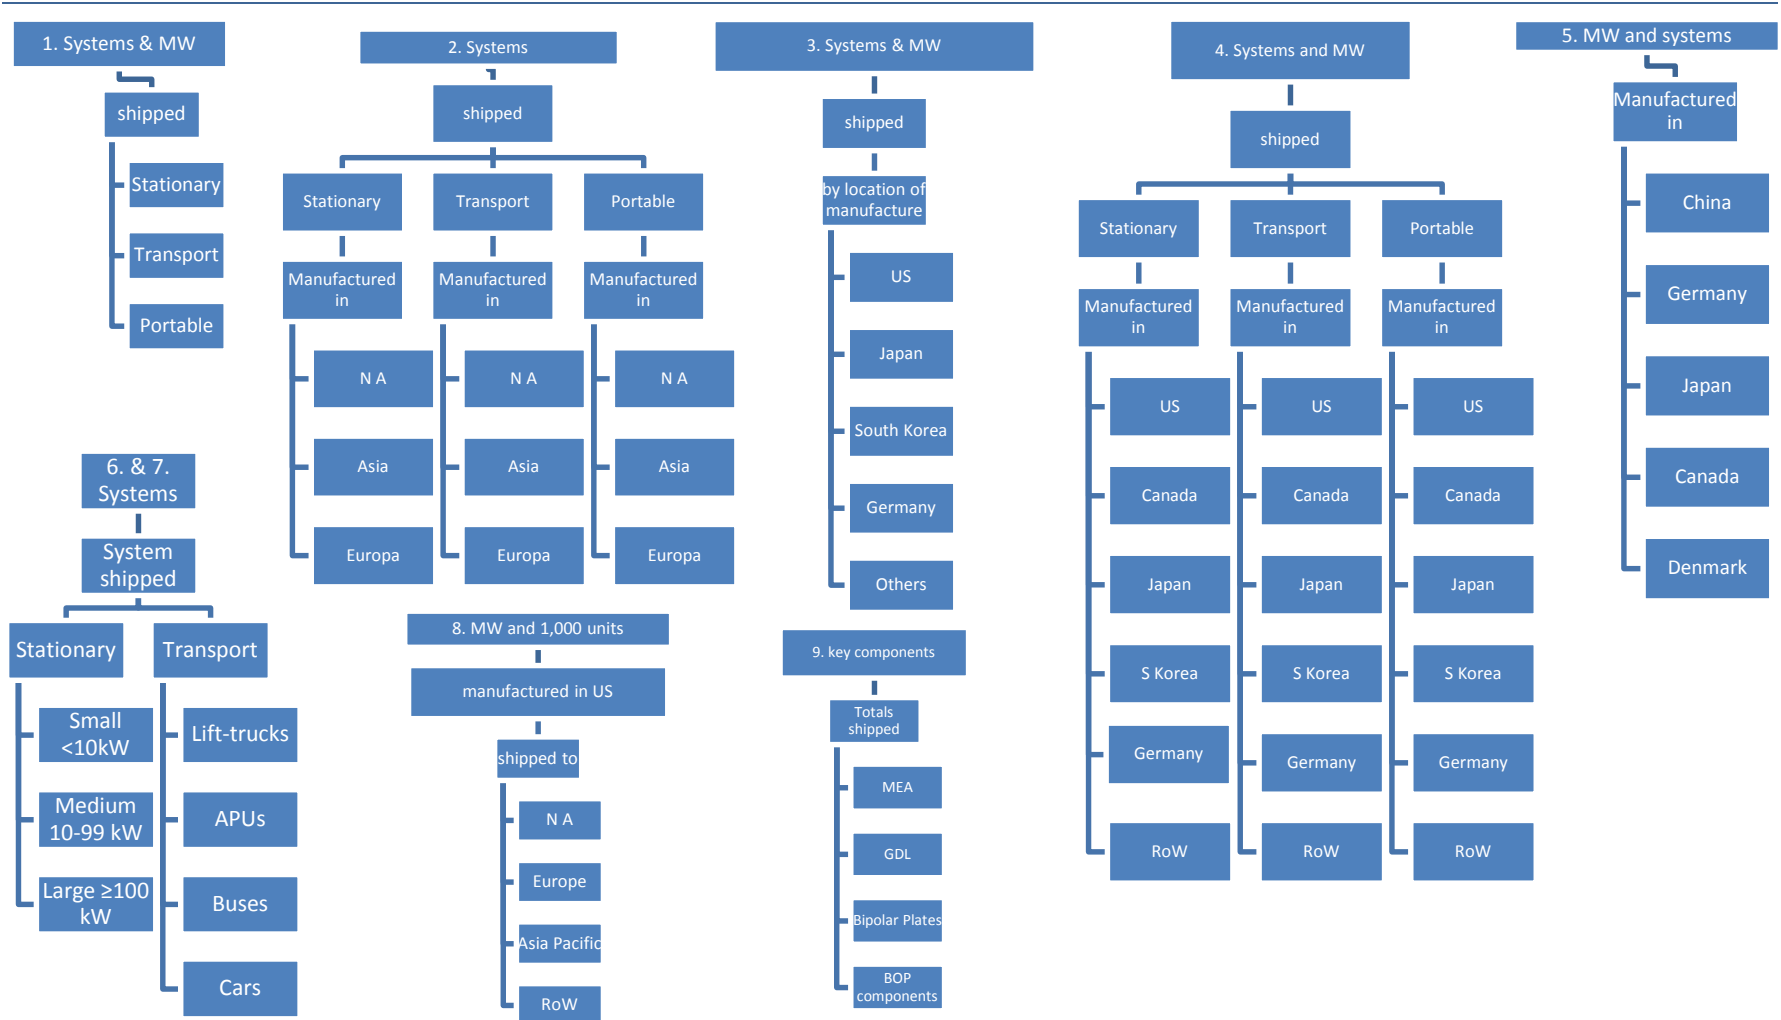 1. Systems & MW
shipped
Stationary
Transport
Portable
2. Systems
shipped
Stationary
Transport
Portable
Manufactured
in
Manufactured
in
Manufactured
in
N A
N A
N A
Asia
Asia
Asia
Europa
Europa
Europa
3. Systems & MW
shipped
by location of
manufacture
US
Japan
South Korea
Germany
Others
4. Systems and MW
shipped
Stationary
Transport
Portable
Manufactured
in
Manufactured
in
Manufactured
in
US
US
US
Canada
Canada
Canada
Japan
Japan
Japan
S Korea
S Korea
S Korea
Germany
Germany
Germany
RoW
RoW
RoW
5. MW and systems
Manufactured
in
China
Germany
Japan
Canada
Denmark
6. & 7.
Systems
System
shipped
Stationary
Transport
Small
<10kW
Medium
10-99 kW
Large ≥100
kW
Lift-trucks
APUs
Buses
Cars
8. MW and 1,000 units
manufactured in US
shipped to
N A
Europe
Asia Pacific
RoW
9. key components
Totals
shipped
MEA
GDL
Bipolar Plates
BOP
components